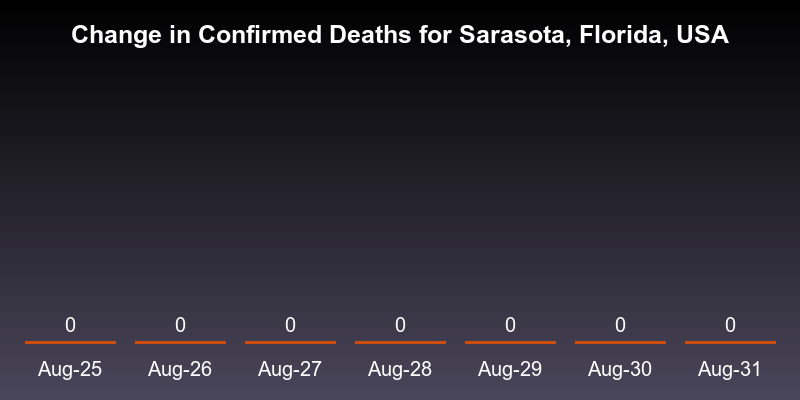 Change in Confirmed Deaths for Sarasota, Florida, USA
0 0 0 0 0 0 0
Aug-25 Aug-26 Aug-27 Aug-28 Aug-29 Aug-30 Aug-31